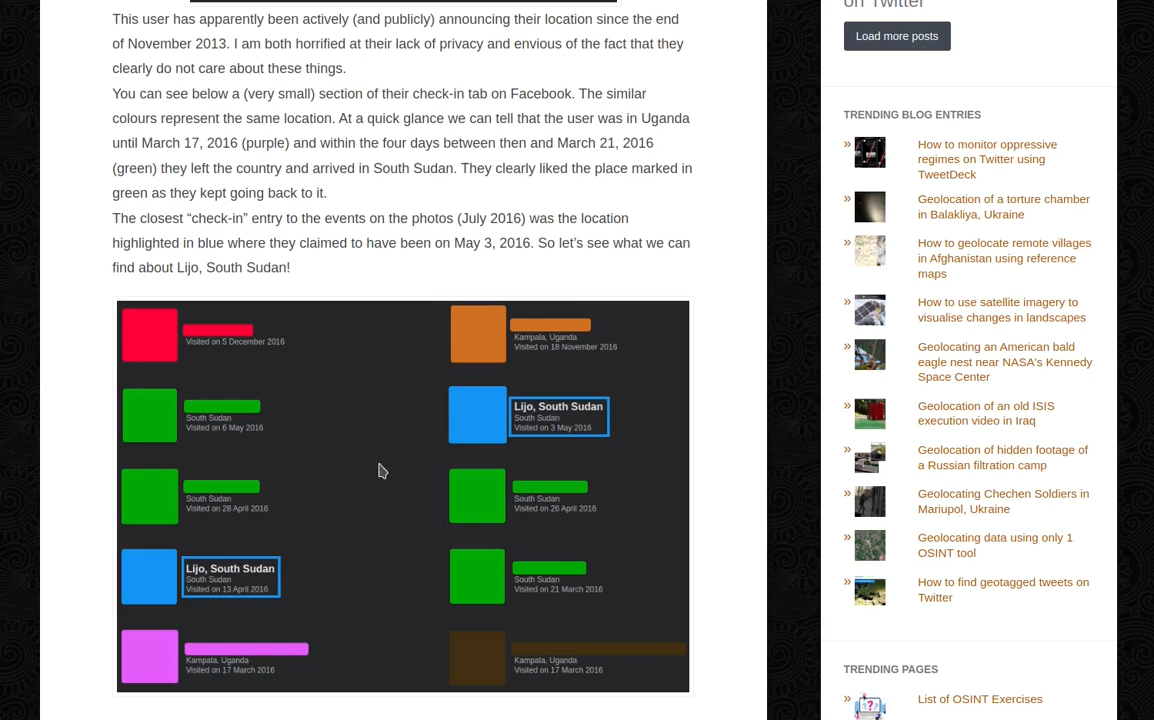 This user has apparently been actively (and publicly) announcing their location since the end
of November 2013. I am both horrified at their lack of privacy and envious of the fact that they
clearly do not care about these things.
You can see below a (very small) section of their check-in tab on Facebook. The similar
colours represent the same location. At a quick glance we can tell that the user was in Uganda
until March 17, 2016 (purple) and within the four days between then and March 21, 2016
(green) they left the country and arrived in South Sudan. They clearly liked the place marked in
green as they kept going back to it.
The closest “check-in” entry to the events on the photos (July 2016) was the location
highlighted in blue where they claimed to have been on May 3, 2016. So let’s see what we can
find about Lijo, South Sudan!
Visited on 5 December 2016
Kampala, Uganda
Visited on 18 November 2016
South Sudan
Visited on 6 May 2016
Lijo, South Sudan
South Sudan
Visited on 3 May 2016
South Sudan
Visited on 28 April 2016
South Sudan
Visited on 26 April 2016
Lijo, South Sudan
South Sudan
Visited on 13 April 2016
South Sudan
Visited on 21 March 2016
Kampala, Uganda
Visited on 17 March 2016
Kampala, Uganda
Visited on 17 March 2016
on Twitter
Load more posts
TRENDING BLOG ENTRIES
» How to monitor oppressive
regimes on Twitter using
TweetDeck
» Geolocation of a torture chamber
in Balakliya, Ukraine
» How to geolocate remote villages
in Afghanistan using reference
maps
» How to use satellite imagery to
visualise changes in landscapes
» Geolocating an American bald
eagle nest near NASA's Kennedy
Space Center
» Geolocation of an old ISIS
execution video in Iraq
» Geolocation of hidden footage of
a Russian filtration camp
» Geolocating Chechen Soldiers in
Mariupol, Ukraine
» Geolocating data using only 1
OSINT tool
» How to find geotagged tweets on
Twitter
TRENDING PAGES
» List of OSINT Exercises